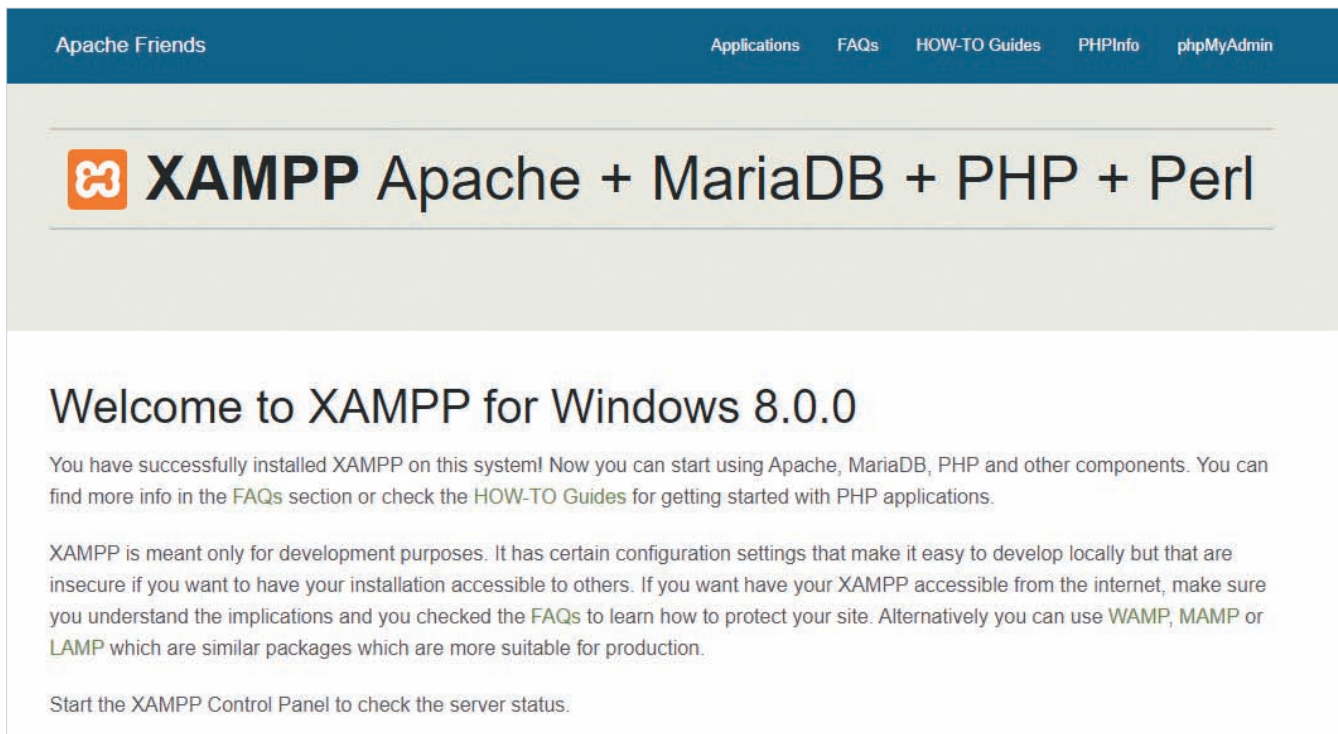 Apache Friends
Applications FAQs HOW-TO Guides PHPInfo phpMyAdmin
XAMPP Apache + MariaDB + PHP + Perl
Welcome to XAMPP for Windows 8.0.0
You have successfully installed XAMPP on this system! Now you can start using Apache, MariaDB, PHP and other components. You can
find more info in the FAQs section or check the HOW-TO Guides for getting started with PHP applications.
XAMPP is meant only for development purposes. It has certain configuration settings that make it easy to develop locally but that are
insecure if you want to have your installation accessible to others. If you want have your XAMPP accessible from the internet, make sure
you understand the implications and you checked the FAQs to learn how to protect your site. Alternatively you can use WAMP, MAMP or
LAMP which are similar packages which are more suitable for production.
Start the XAMPP Control Panel to check the server status.